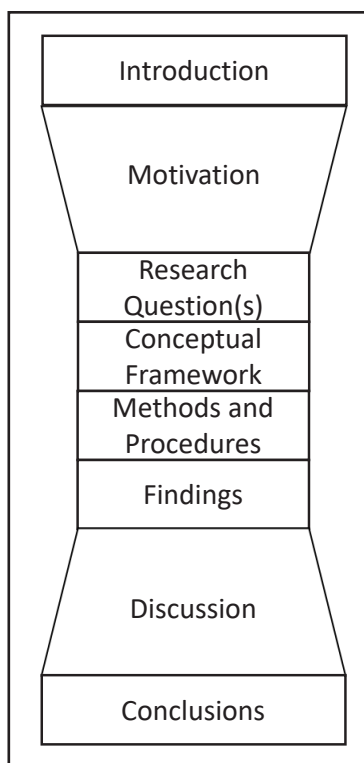 Introduction
Motivation
Research
Question(s)
Conceptual
Framework
Methods and
Procedures
Findings
Discussion
Conclusions